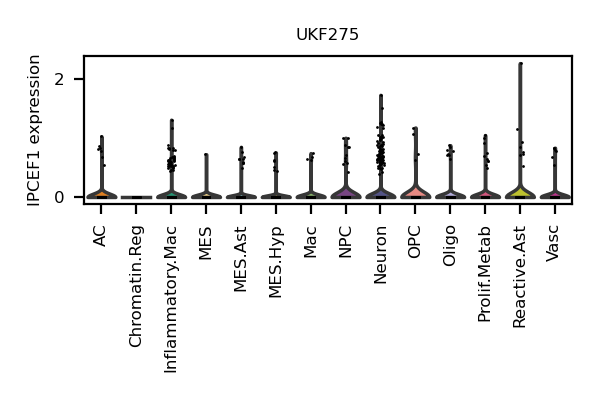 UKF275
IPCEF1 expression
2
0
AC
Chromatin.Reg
Inflammatory.Mac
MES
MES.Ast
MES.Hyp
Mac
NPC
Neuron
OPC
Oligo
Prolif.Metab
Reactive.Ast
Vasc